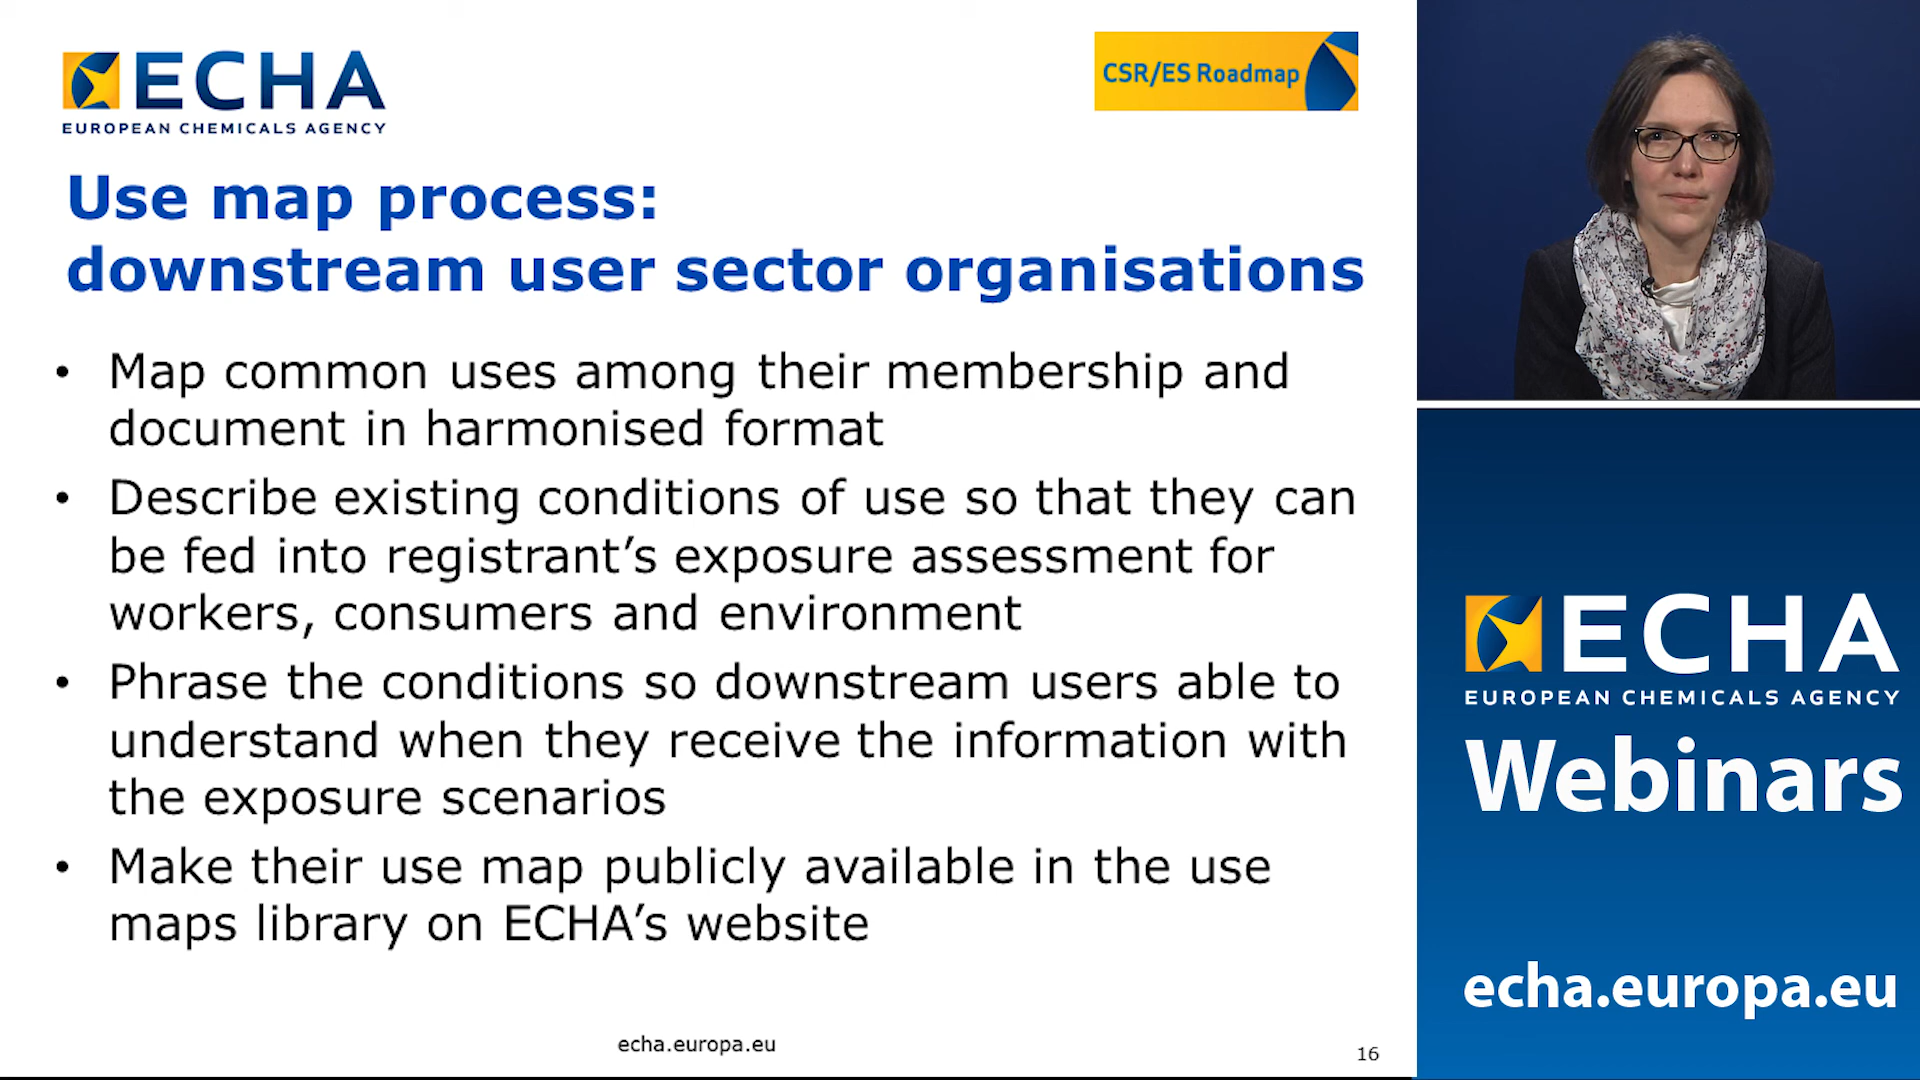 ECHA
EUROPEAN CHEMICALS AGENCY
CSR/ES Roadmap
Use map process:
downstream user sector organisations
• Map common uses among their membership and
document in harmonised format
• Describe existing conditions of use so that they can
be fed into registrant’s exposure assessment for
workers, consumers and environment
• Phrase the conditions so downstream users able to
understand when they receive the information with
the exposure scenarios
• Make their use map publicly available in the use
maps library on ECHA’s website
echa.europa.eu
16
ECHA
EUROPEAN CHEMICALS AGENCY
Webinars
echa.europa.eu